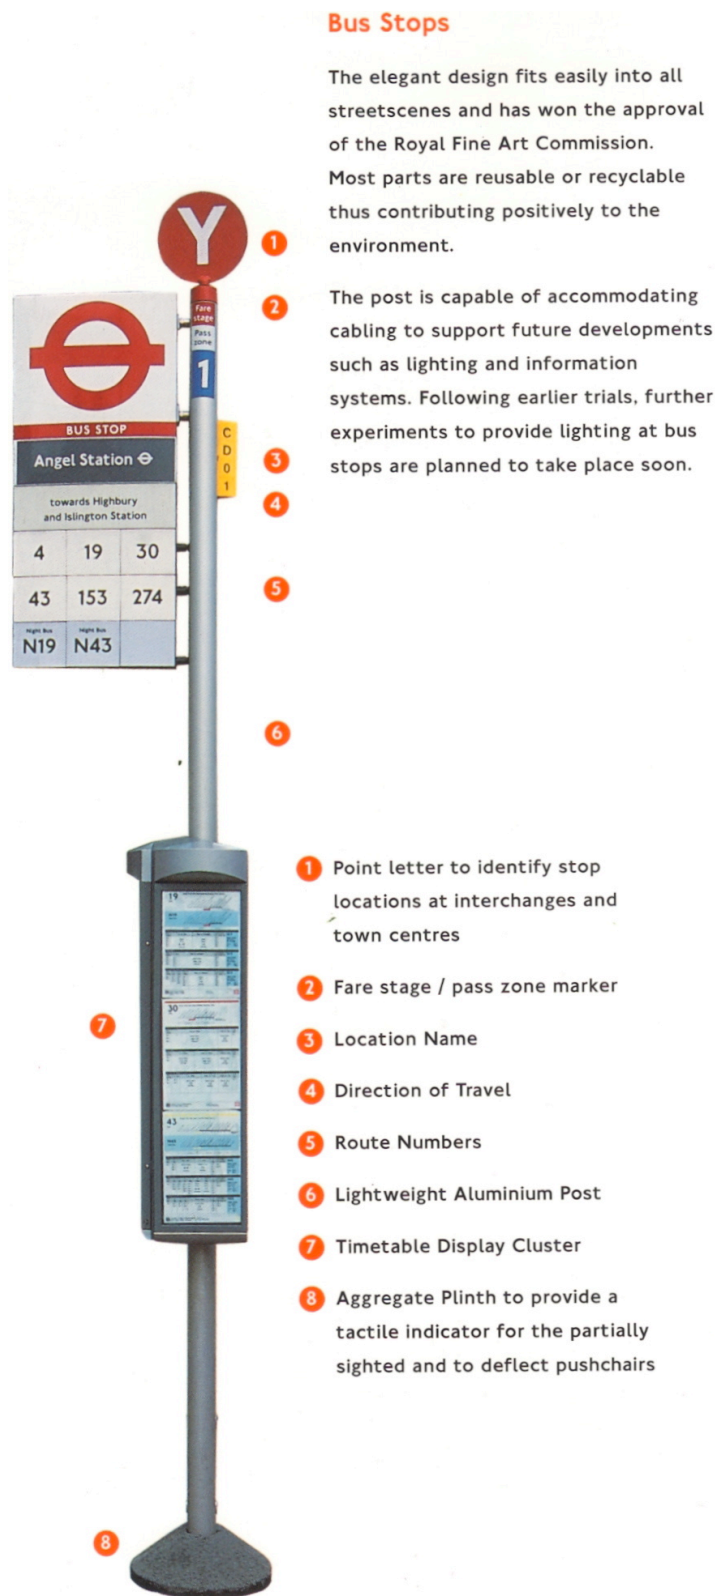 Bus Stops
The elegant design fits easily into all
streetscenes and has won the approval
of the Royal Fine Art Commission.
Most parts are reusable or recyclable
thus contributing positively to the
environment.
The post is capable of accommodating
cabling to support future developments
such as lighting and information
systems. Following earlier trials, further
experiments to provide lighting at bus
stops are planned to take place soon.
Y
1
2
Fare
stage
Pass
zone
1
BUS STOP
Angel Station
towards Highbury
and Islington Station
4 19 30
43 153 274
Night Bus Night Bus
N19 N43
C
D
0
1
3
4
5
6
1 Point letter to identify stop
locations at interchanges and
town centres
2 Fare stage / pass zone marker
3 Location Name
4 Direction of Travel
5 Route Numbers
6 Lightweight Aluminium Post
7 Timetable Display Cluster
8 Aggregate Plinth to provide a
tactile indicator for the partially
sighted and to deflect pushchairs
19
30
43
7
8